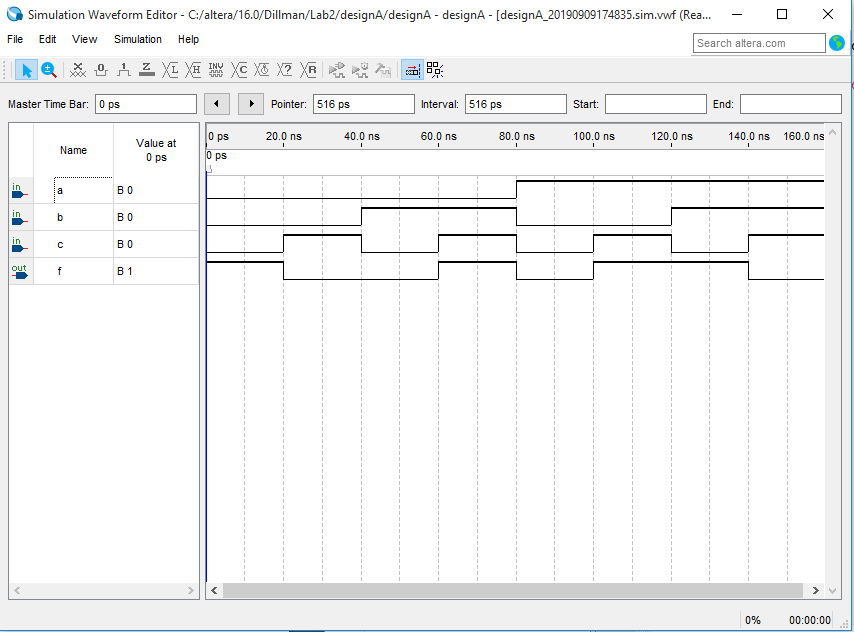 Simulation Waveform Editor - C:/altera/16.0/Dillman/Lab2/designA/designA - designA - [designA_20190909174835.sim.vwf (Rea...
File Edit View Simulation Help
Search altera.com
0 1 Z L H INV C ? R
Master Time Bar: 0 ps Pointer: 516 ps Interval: 516 ps Start: End:
Name Value at
0 ps
0 ps 20.0 ns 40.0 ns 60.0 ns 80.0 ns 100.0 ns 120.0 ns 140.0 ns 160.0 ns
0 ps
in a B 0
in b B 0
in c B 0
out f B 1
0% 00:00:00